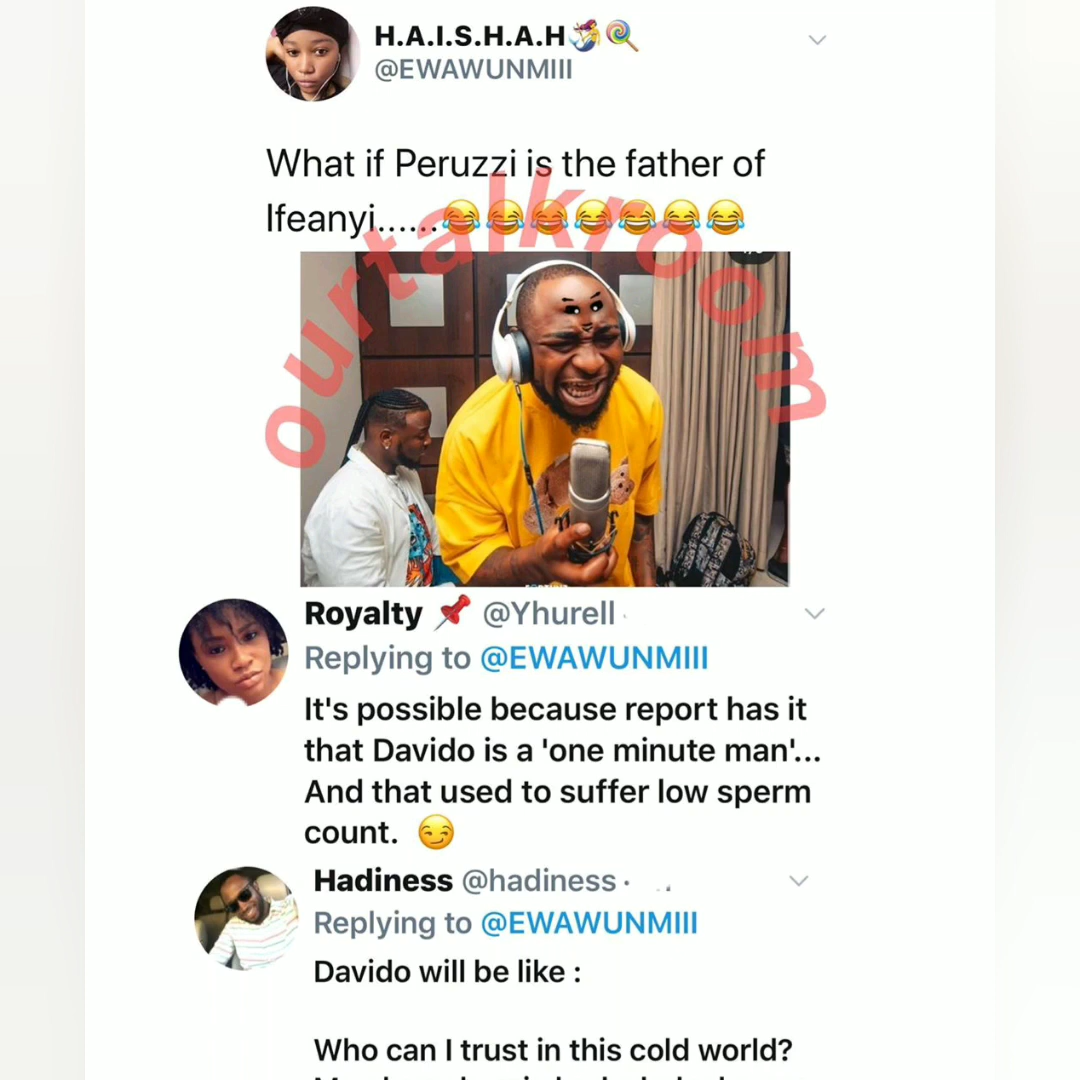 H.A.I.S.H.A.H🧜‍♀️🍭
@EWAWUNMIII
What if Peruzzi is the father of
Ifeanyi......😂😂😂😂😂😂😂
ourtalkroom
Royalty 📌 @Yhurell ·
Replying to @EWAWUNMIII
It's possible because report has it
that Davido is a 'one minute man'...
And that used to suffer low sperm
count. 😏
Hadiness @hadiness ·
Replying to @EWAWUNMIII
Davido will be like :
Who can I trust in this cold world?